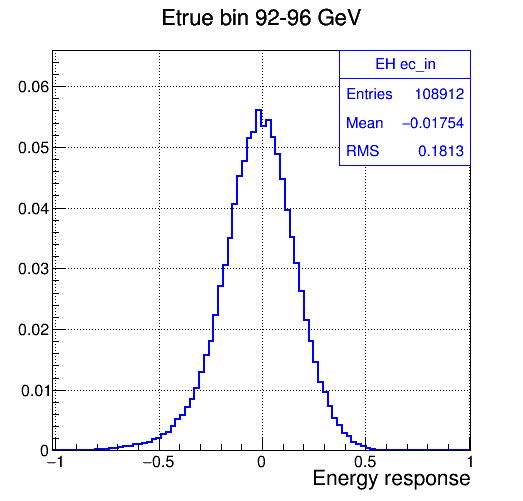 Etrue bin 92-96 GeV
EH ec_in
Entries 108912
Mean −0.01754
RMS 0.1813
0.06
0.05
0.04
0.03
0.02
0.01
0
−1 −0.5 0 0.5 1
Energy response